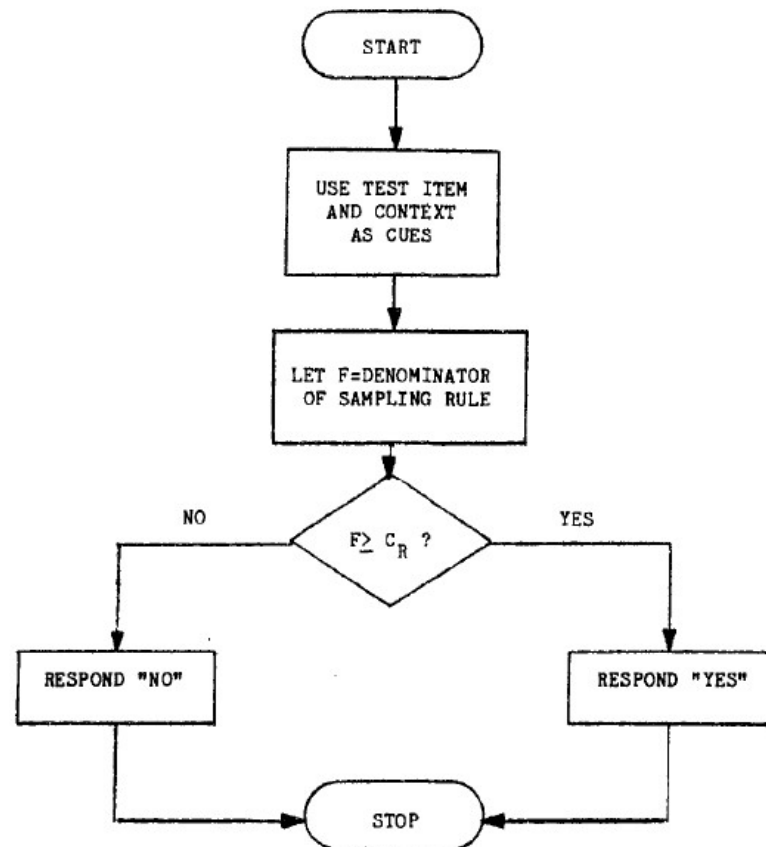 START
USE TEST ITEM
AND CONTEXT
AS CUES
LET F=DENOMINATOR
OF SAMPLING RULE
NO
YES
F≥ C_R ?
RESPOND "NO"
RESPOND "YES"
STOP